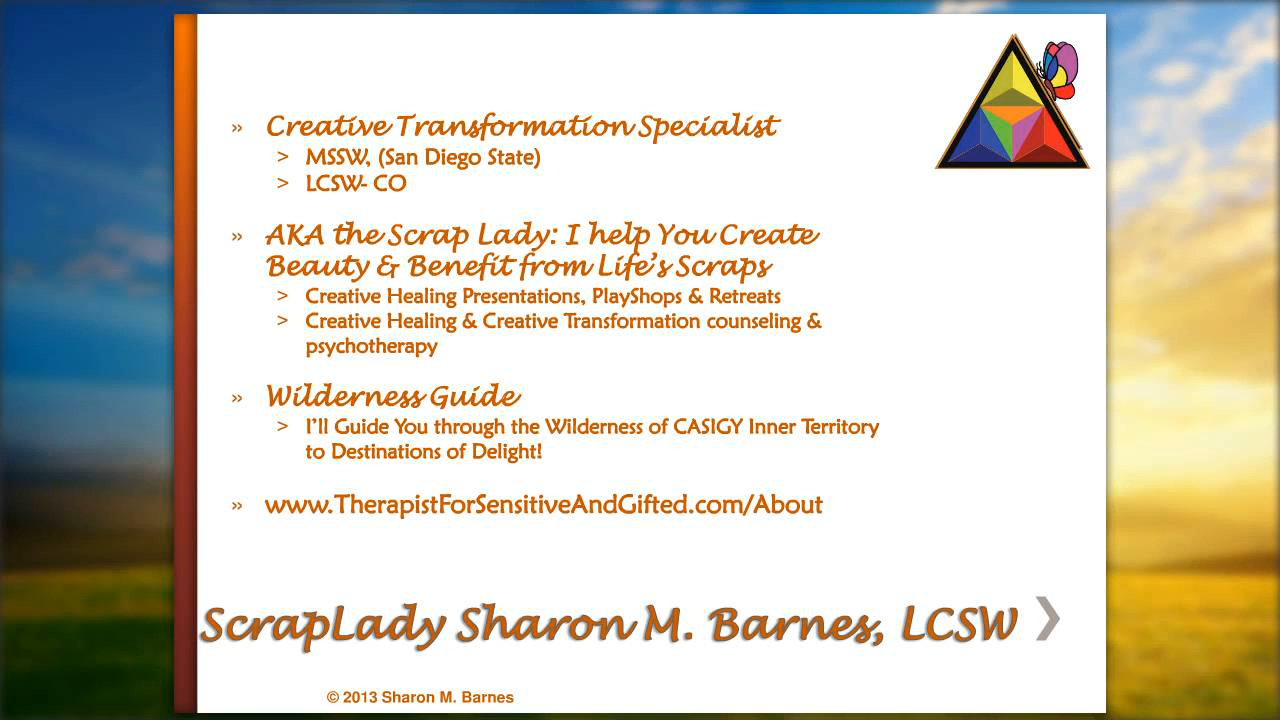 » Creative Transformation Specialist
> MSSW, (San Diego State)
> LCSW- CO
» AKA the Scrap Lady: I help You Create
Beauty & Benefit from Life’s Scraps
> Creative Healing Presentations, PlayShops & Retreats
> Creative Healing & Creative Transformation counseling &
psychotherapy
» Wilderness Guide
> I’ll Guide You through the Wilderness of CASIGY Inner Territory
to Destinations of Delight!
» www.TherapistForSensitiveAndGifted.com/About
ScrapLady Sharon M. Barnes, LCSW
© 2013 Sharon M. Barnes